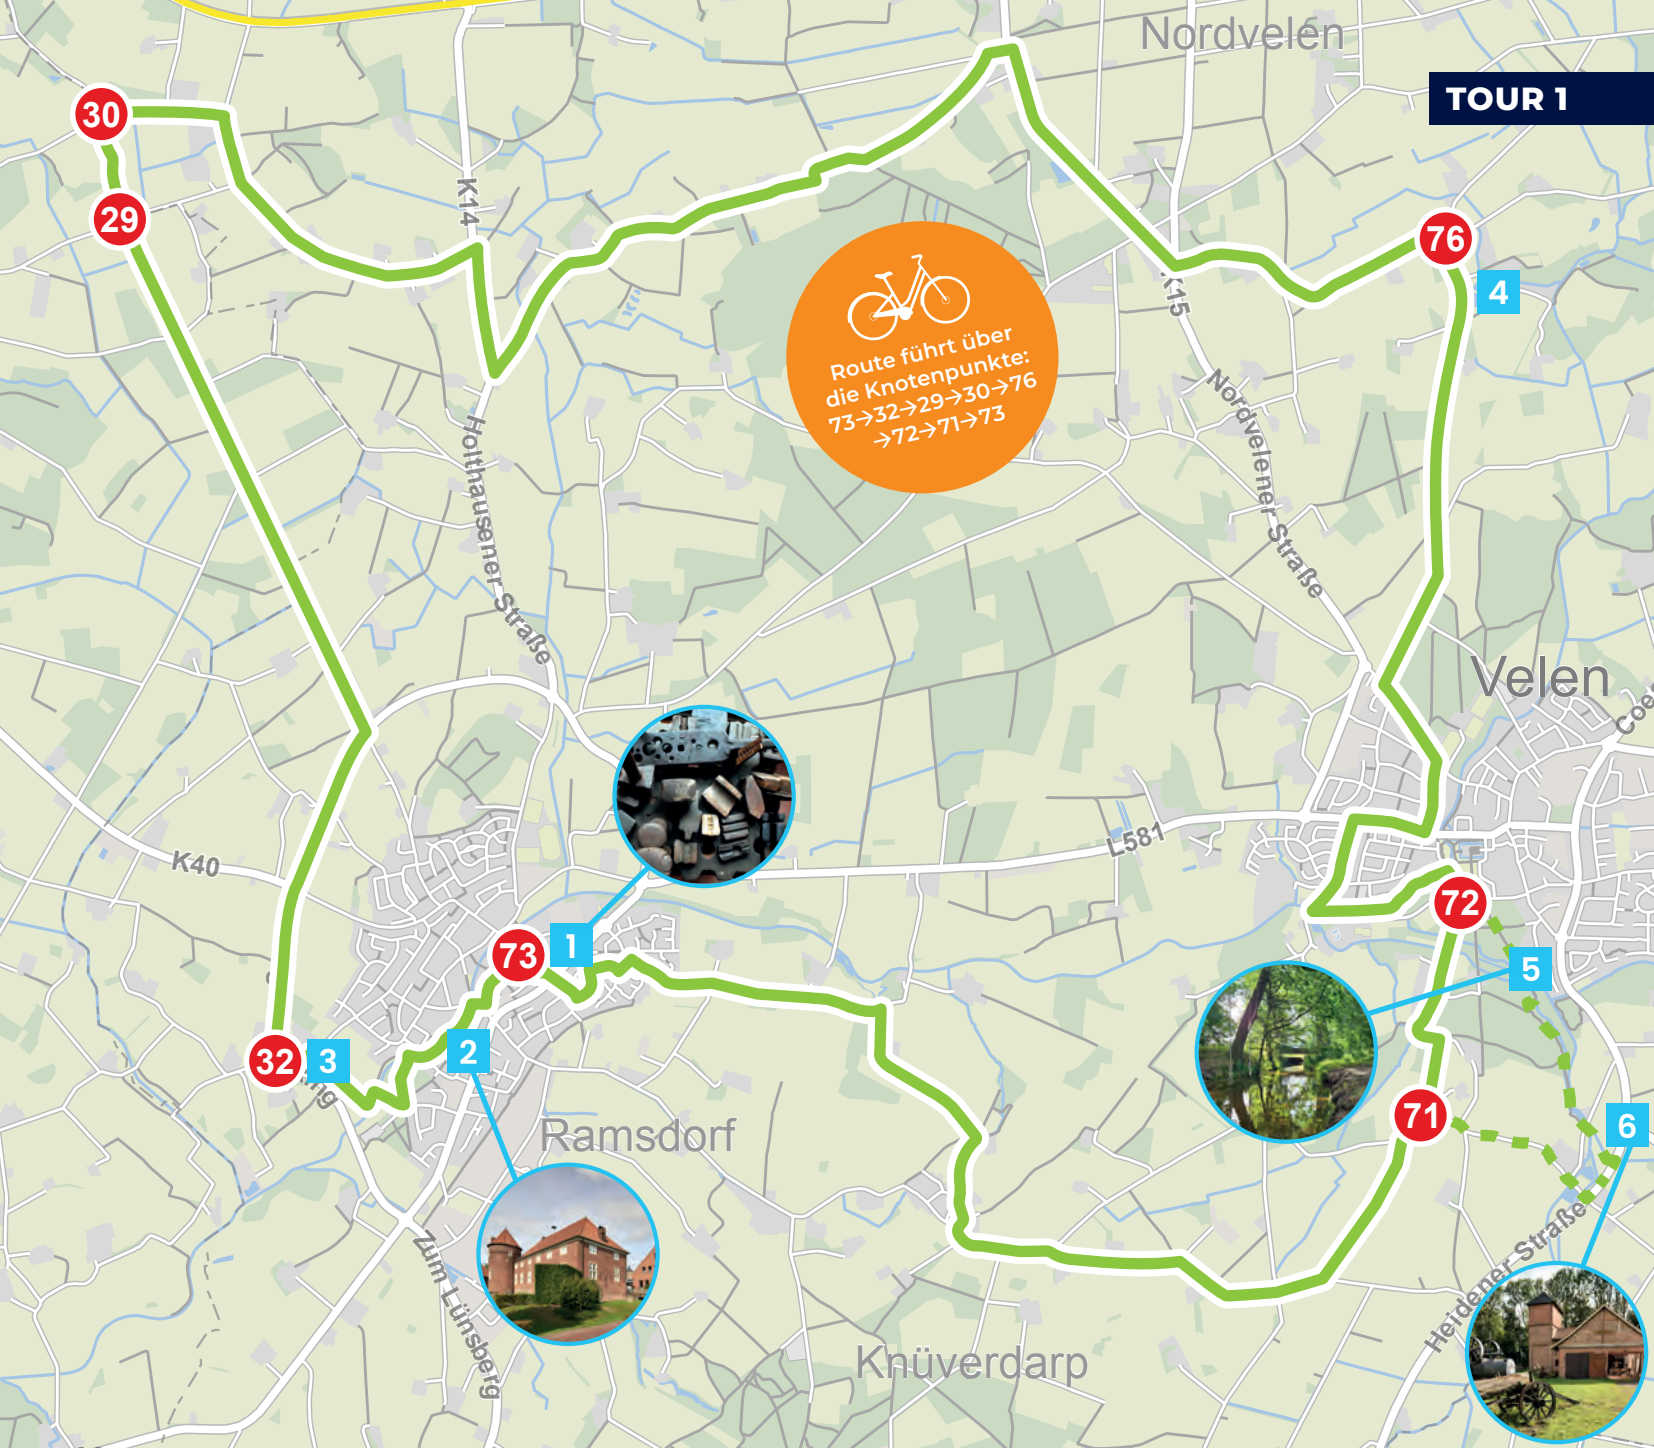 Nordvelen
TOUR 1
30
K14
29
76
4
K15
Route führt über
die Knotenpunkte:
73→32→29→30→76
→72→71→73
Nordvelener Straße
Holthausener Straße
Velen
L581
K40
72
73
1
5
2
32
3
71
6
Ramsdorf
Heidener Straße
Zum Lünsberg
Knüverdarp